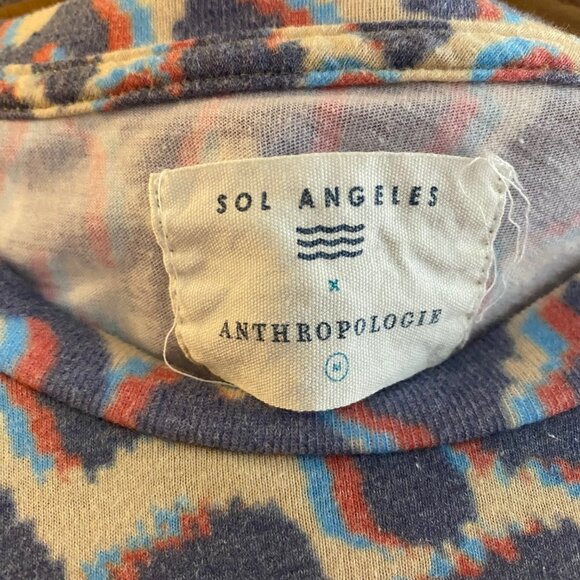 SOL ANGELES
x
ANTHROPOLOGIE
M